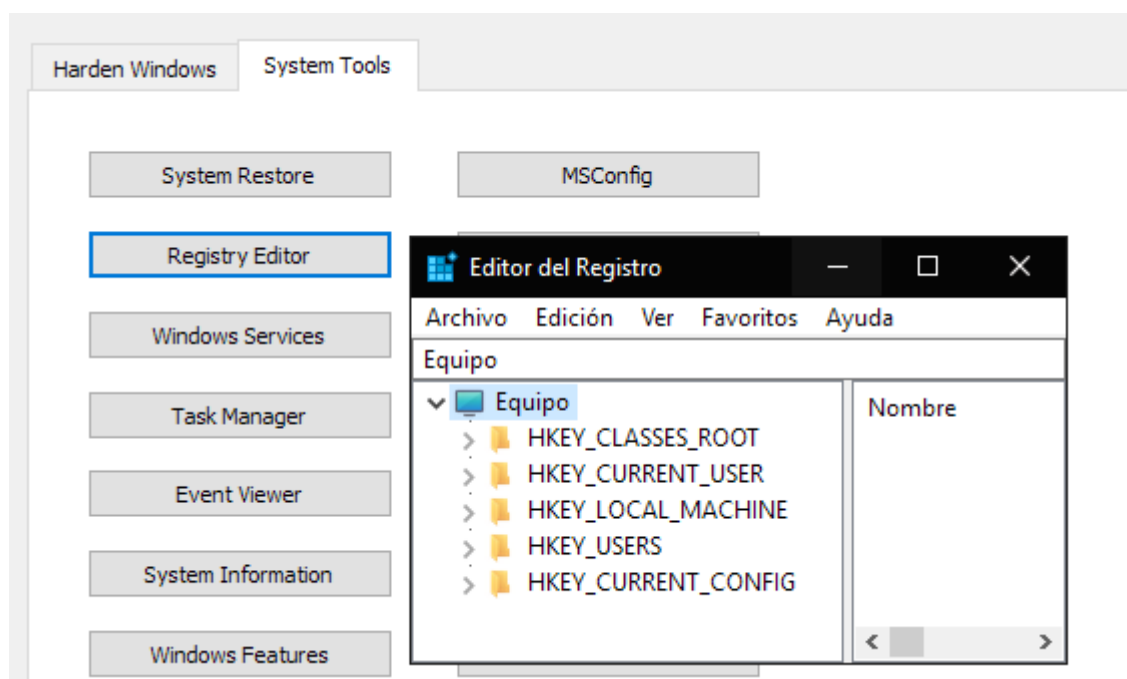 Harden Windows
System Tools
System Restore
MSConfig
Registry Editor
Windows Services
Task Manager
Event Viewer
System Information
Windows Features
Editor del Registro
Archivo Edición Ver Favoritos Ayuda
Equipo
Equipo
Nombre
HKEY_CLASSES_ROOT
HKEY_CURRENT_USER
HKEY_LOCAL_MACHINE
HKEY_USERS
HKEY_CURRENT_CONFIG